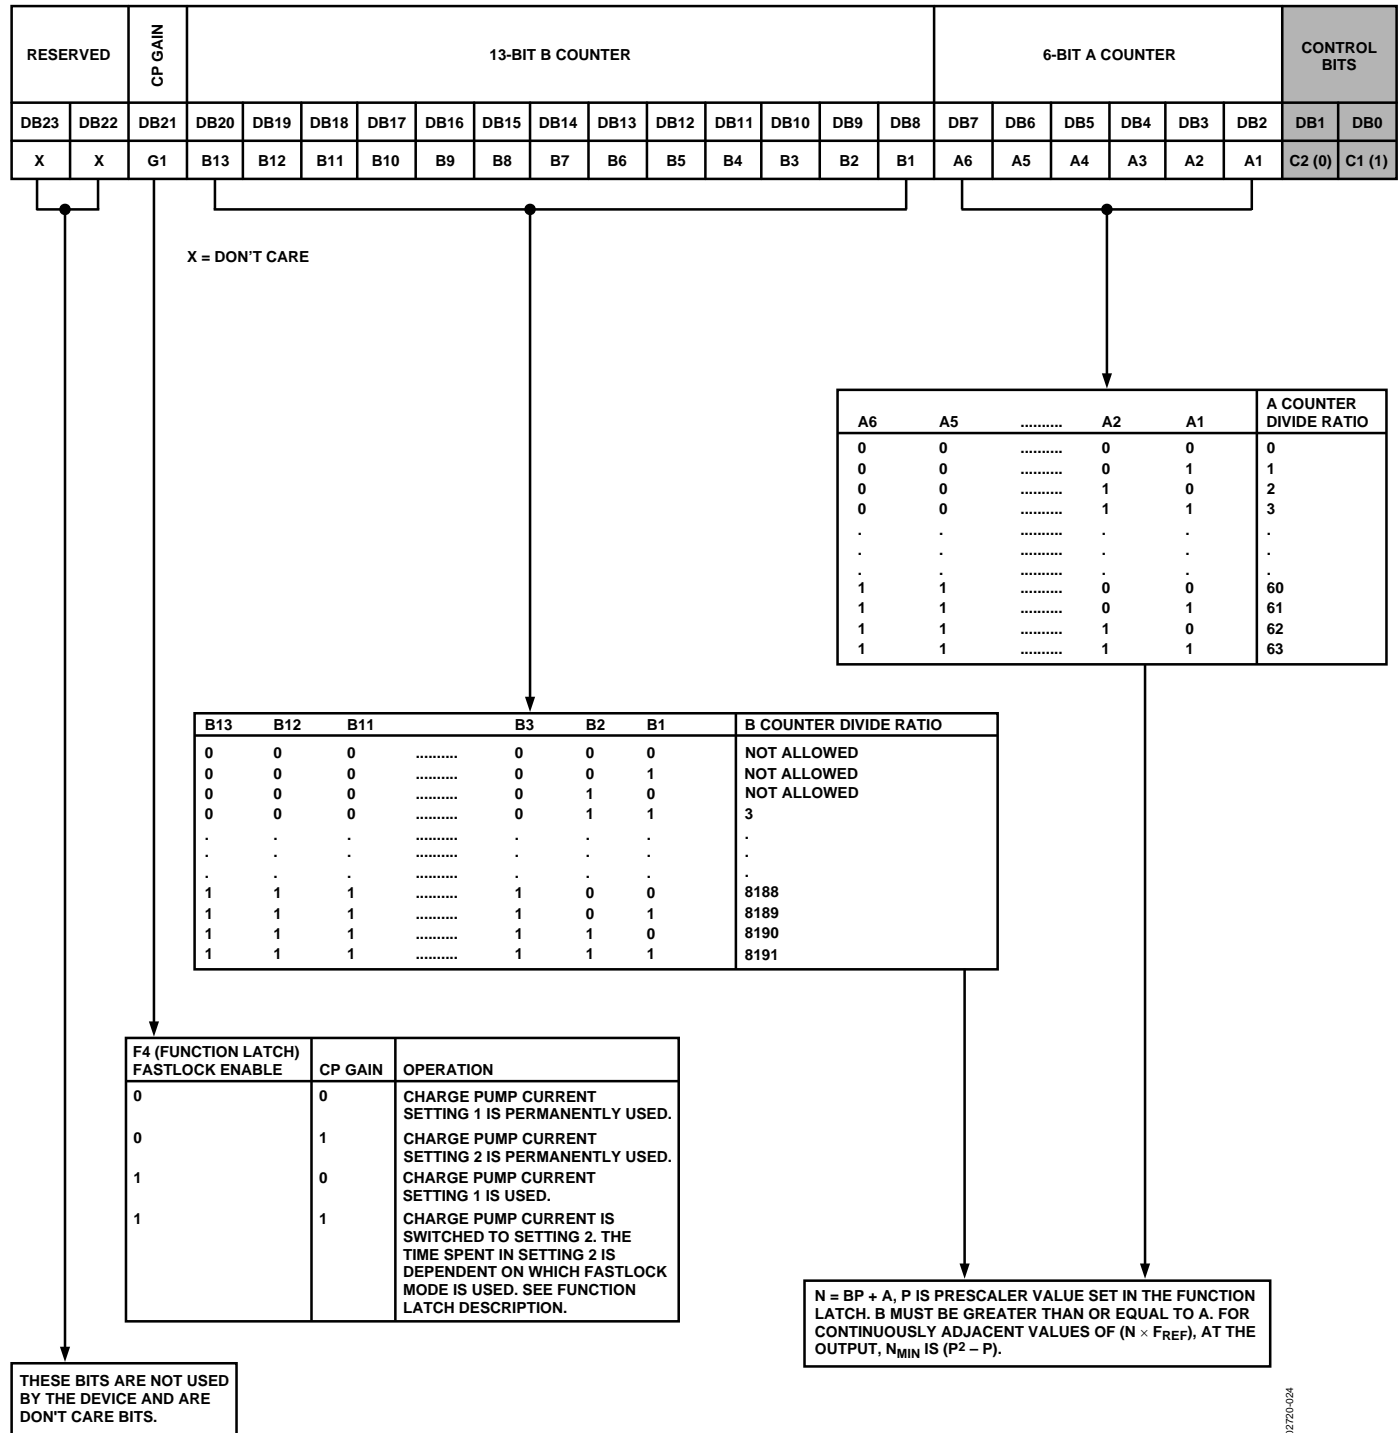 RESERVED CP GAIN 13-BIT B COUNTER 6-BIT A COUNTER CONTROL
BITS
DB23 DB22 DB21 DB20 DB19 DB18 DB17 DB16 DB15 DB14 DB13 DB12 DB11 DB10 DB9 DB8 DB7 DB6 DB5 DB4 DB3 DB2 DB1 DB0
X X G1 B13 B12 B11 B10 B9 B8 B7 B6 B5 B4 B3 B2 B1 A6 A5 A4 A3 A2 A1 C2 (0) C1 (1)
X = DON'T CARE
A6 A5 .......... A2 A1 A COUNTER
DIVIDE RATIO
0 0 .......... 0 0 0
0 0 .......... 0 1 1
0 0 .......... 1 0 2
0 0 .......... 1 1 3
. . .......... . . .
. . .......... . . .
. . .......... . . .
1 1 .......... 0 0 60
1 1 .......... 0 1 61
1 1 .......... 1 0 62
1 1 .......... 1 1 63
B13 B12 B11 B3 B2 B1 B COUNTER DIVIDE RATIO
0 0 0 .......... 0 0 0 NOT ALLOWED
0 0 0 .......... 0 0 1 NOT ALLOWED
0 0 0 .......... 0 1 0 NOT ALLOWED
0 0 0 .......... 0 1 1 3
. . . .......... . . . .
. . . .......... . . . .
. . . .......... . . . .
1 1 1 .......... 1 0 0 8188
1 1 1 .......... 1 0 1 8189
1 1 1 .......... 1 1 0 8190
1 1 1 .......... 1 1 1 8191
F4 (FUNCTION LATCH)
FASTLOCK ENABLE CP GAIN OPERATION
0 0 CHARGE PUMP CURRENT
SETTING 1 IS PERMANENTLY USED.
0 1 CHARGE PUMP CURRENT
SETTING 2 IS PERMANENTLY USED.
1 0 CHARGE PUMP CURRENT
SETTING 1 IS USED.
1 1 CHARGE PUMP CURRENT IS
SWITCHED TO SETTING 2. THE
TIME SPENT IN SETTING 2 IS
DEPENDENT ON WHICH FASTLOCK
MODE IS USED. SEE FUNCTION
LATCH DESCRIPTION.
N = BP + A, P IS PRESCALER VALUE SET IN THE FUNCTION
LATCH. B MUST BE GREATER THAN OR EQUAL TO A. FOR
CONTINUOUSLY ADJACENT VALUES OF (N × FREF), AT THE
OUTPUT, NMIN IS (P² – P).
THESE BITS ARE NOT USED
BY THE DEVICE AND ARE
DON'T CARE BITS.
02720-024